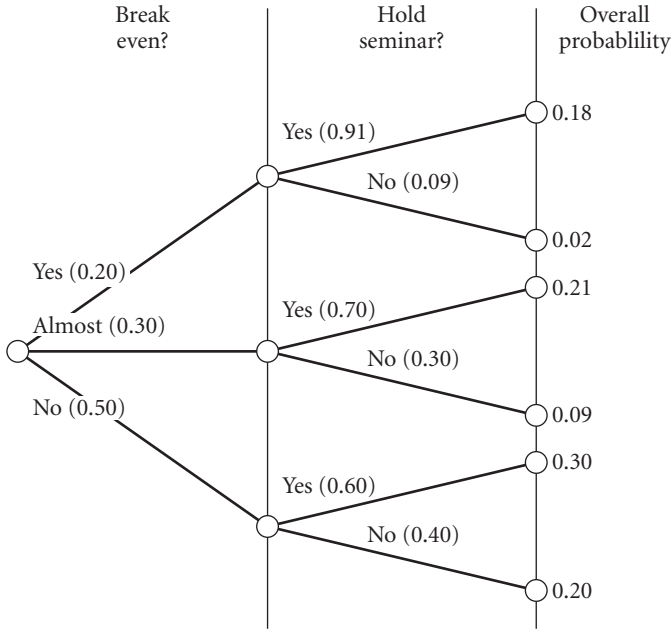 Break
even?
Hold
seminar?
Overall
probablility
Yes (0.91)
0.18
No (0.09)
0.02
Yes (0.20)
Almost (0.30)
No (0.50)
Yes (0.70)
0.21
No (0.30)
0.09
Yes (0.60)
0.30
No (0.40)
0.20